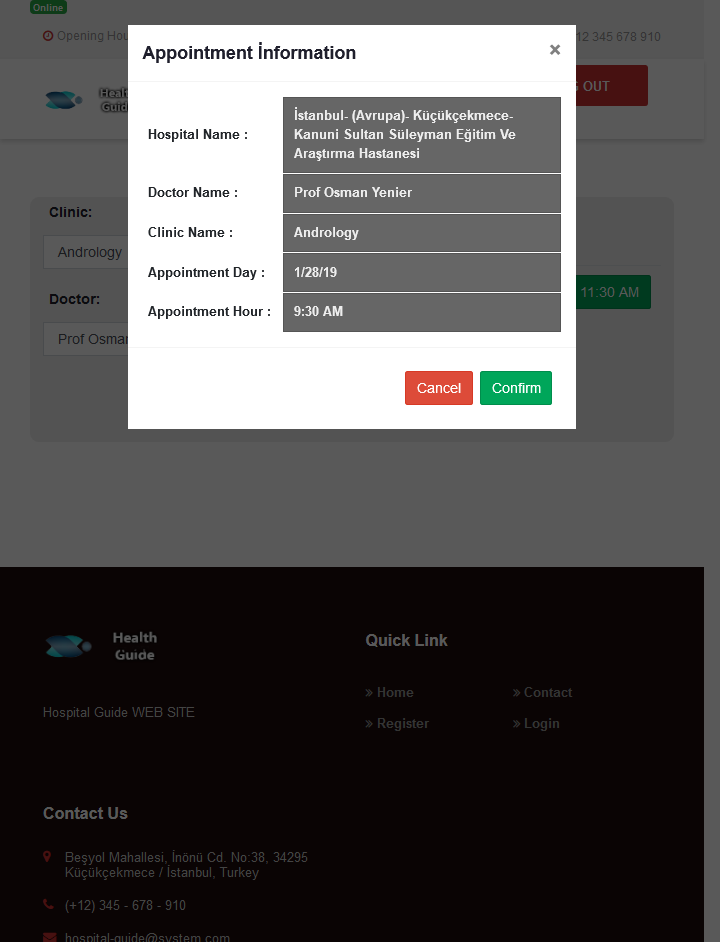 Online
Opening Hou
12 345 678 910
Appointment İnformation
×
Health
Guide
OUT
Hospital Name :
İstanbul- (Avrupa)- Küçükçekmece-
Kanuni Sultan Süleyman Eğitim Ve
Araştırma Hastanesi
Doctor Name :
Prof Osman Yenier
Clinic Name :
Andrology
Appointment Day :
1/28/19
Appointment Hour :
9:30 AM
Cancel
Confirm
Clinic:
Andrology
Doctor:
Prof Osmar
11:30 AM
Health
Guide
Hospital Guide WEB SITE
Quick Link
» Home
» Contact
» Register
» Login
Contact Us
Beşyol Mahallesi, İnönü Cd. No:38, 34295
Küçükçekmece / İstanbul, Turkey
(+12) 345 - 678 - 910
hospital-guide@system.com